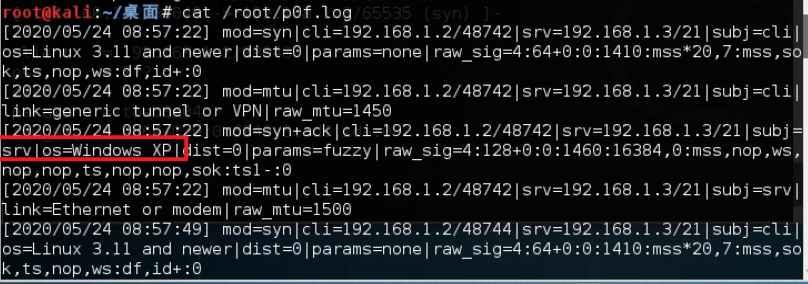 root@kali:~/桌面# cat /root/p0f.log
[2020/05/24 08:57:22] mod=syn|cli=192.168.1.2/48742|srv=192.168.1.3/21|subj=cli|
os=Linux 3.11 and newer|dist=0|params=none|raw_sig=4:64+0:0:1410:mss*20,7:mss,so
k,ts,nop,ws:df,id+:0
[2020/05/24 08:57:22] mod=mtu|cli=192.168.1.2/48742|srv=192.168.1.3/21|subj=cli|
link=generic tunnel or VPN|raw_mtu=1450
[2020/05/24 08:57:22] mod=syn+ack|cli=192.168.1.2/48742|srv=192.168.1.3/21|subj=
srv|os=Windows XP|dist=0|params=fuzzy|raw_sig=4:128+0:0:1460:16384,0:mss,nop,ws,
nop,nop,ts,nop,nop,sok:ts1-:0
[2020/05/24 08:57:22] mod=mtu|cli=192.168.1.2/48742|srv=192.168.1.3/21|subj=srv|
link=Ethernet or modem|raw_mtu=1500
[2020/05/24 08:57:49] mod=syn|cli=192.168.1.2/48744|srv=192.168.1.3/21|subj=cli|
os=Linux 3.11 and newer|dist=0|params=none|raw_sig=4:64+0:0:1410:mss*20,7:mss,so
k,ts,nop,ws:df,id+:0